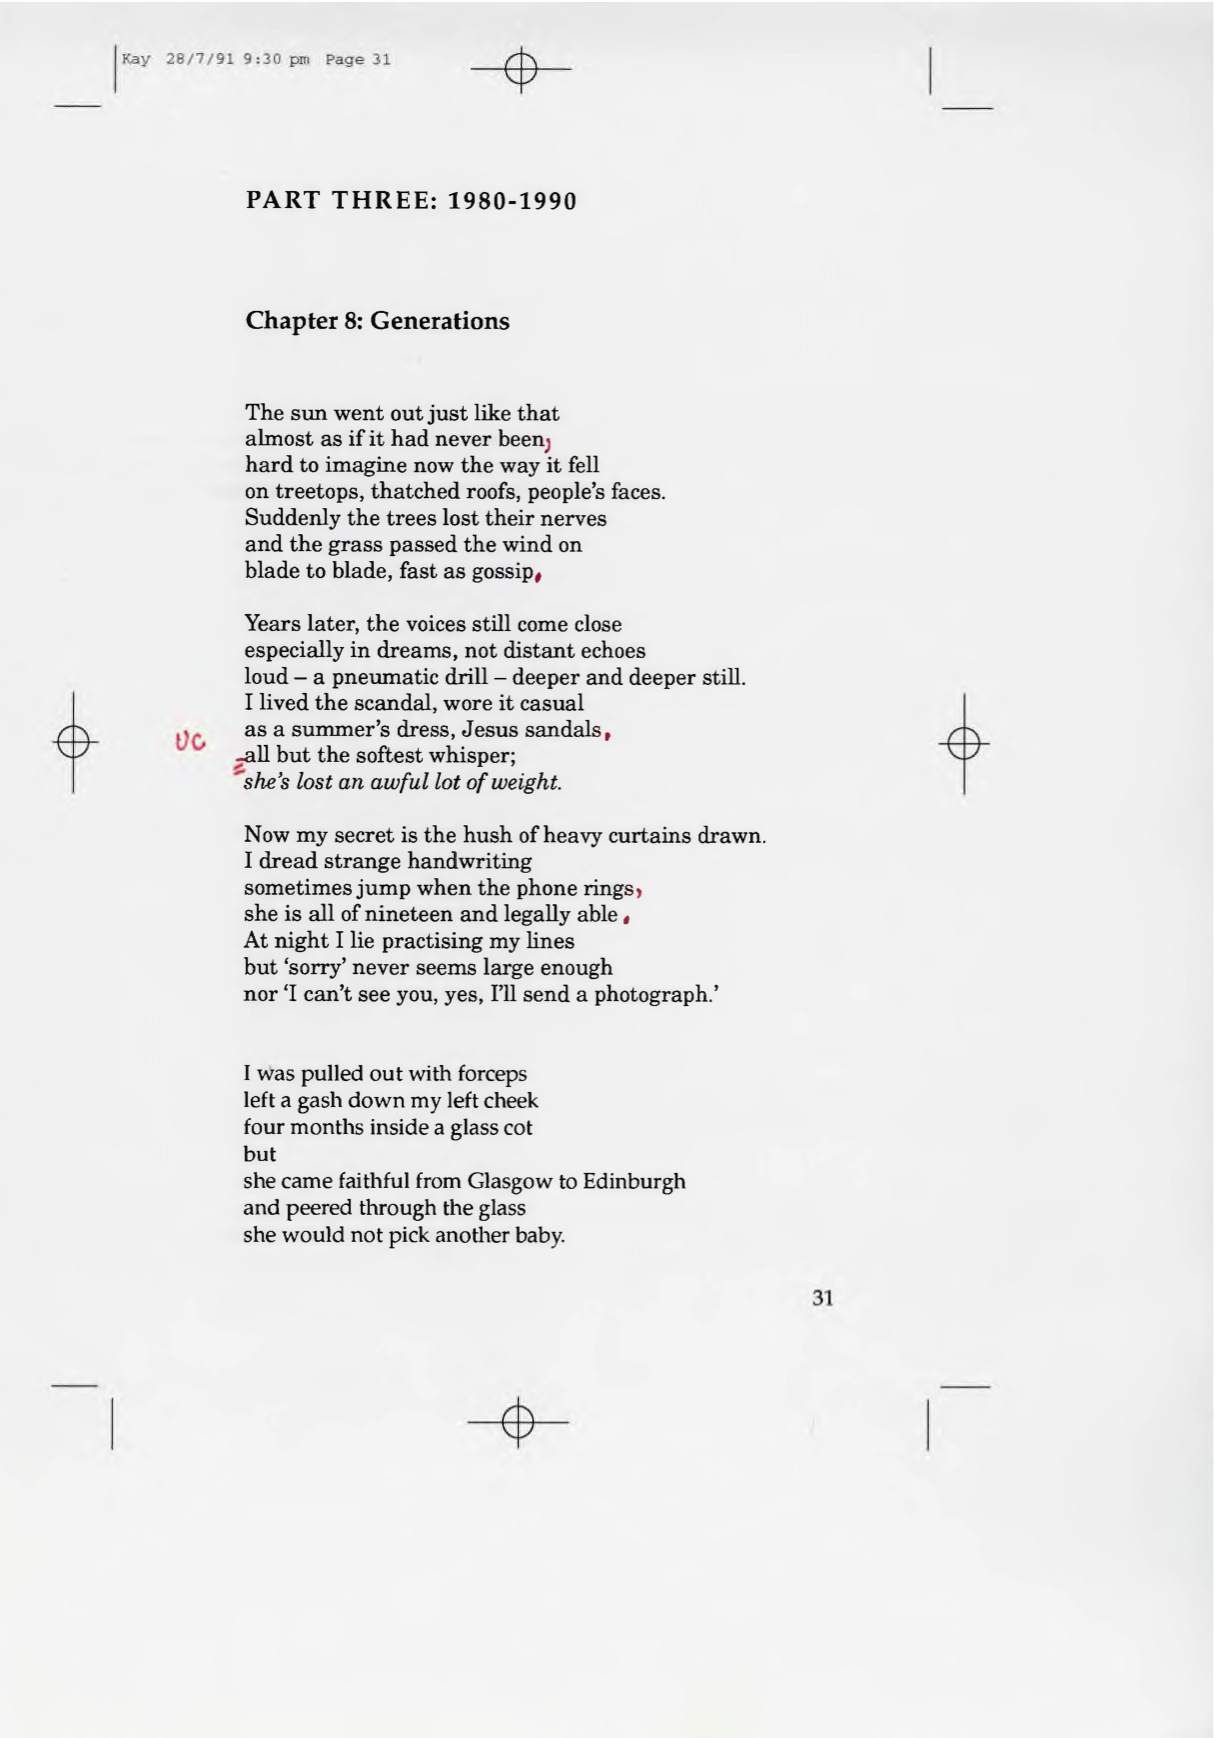 Kay 28/7/91 9:30 pm Page 31
PART THREE: 1980-1990
Chapter 8: Generations
The sun went out just like that
almost as if it had never been,
hard to imagine now the way it fell
on treetops, thatched roofs, people’s faces.
Suddenly the trees lost their nerves
and the grass passed the wind on
blade to blade, fast as gossip.
Years later, the voices still come close
especially in dreams, not distant echoes
loud – a pneumatic drill – deeper and deeper still.
I lived the scandal, wore it casual
as a summer’s dress, Jesus sandals,
UC
all but the softest whisper;
she’s lost an awful lot of weight.
Now my secret is the hush of heavy curtains drawn.
I dread strange handwriting
sometimes jump when the phone rings,
she is all of nineteen and legally able.
At night I lie practising my lines
but ‘sorry’ never seems large enough
nor ‘I can’t see you, yes, I’ll send a photograph.’
I was pulled out with forceps
left a gash down my left cheek
four months inside a glass cot
but
she came faithful from Glasgow to Edinburgh
and peered through the glass
she would not pick another baby.
31